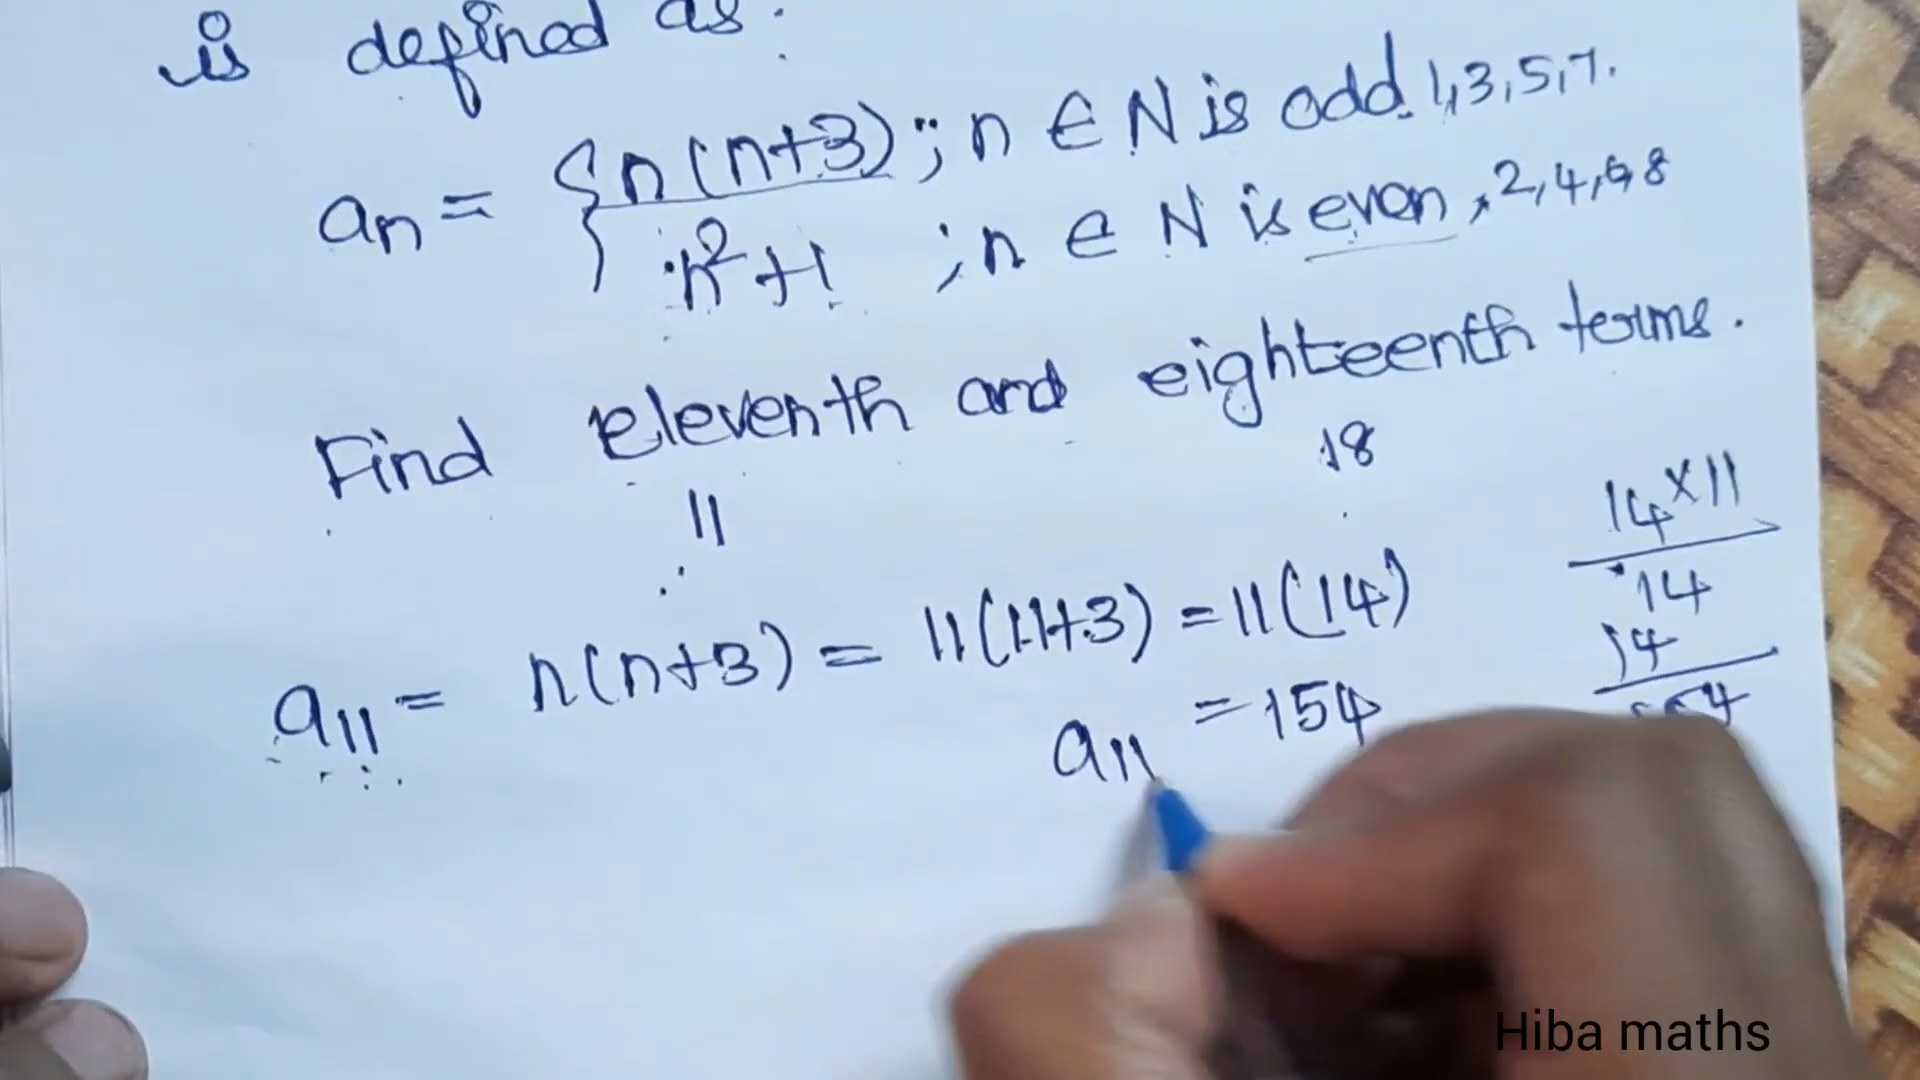 is defined as:
an = { n(n+3) ; n ∈ N is odd. 1,3,5,7.
n²+1 ; n ∈ N is even, 2,4,6,8
Find eleventh and eighteenth terms.
11
18
a11 = n(n+3) = 11(11+3) = 11(14)
= 154
a11
14×11
14
14
154
Hiba maths